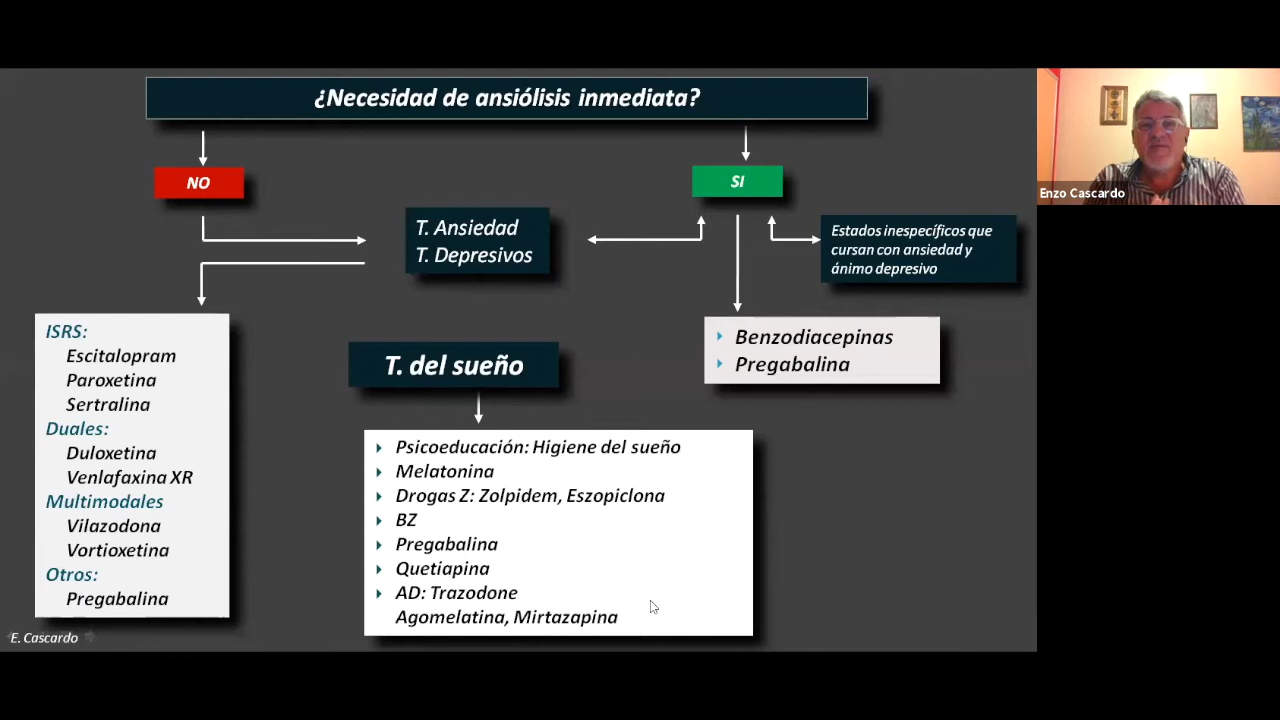 ¿Necesidad de ansiólisis inmediata?
NO
SI
T. Ansiedad
T. Depresivos
Estados inespecíficos que
cursan con ansiedad y
ánimo depresivo
ISRS:
Escitalopram
Paroxetina
Sertralina
Duales:
Duloxetina
Venlafaxina XR
Multimodales
Vilazodona
Vortioxetina
Otros:
Pregabalina
T. del sueño
Psicoeducación: Higiene del sueño
Melatonina
Drogas Z: Zolpidem, Eszopiclona
BZ
Pregabalina
Quetiapina
AD: Trazodone
Agomelatina, Mirtazapina
Benzodiacepinas
Pregabalina
E. Cascardo
Enzo Cascardo